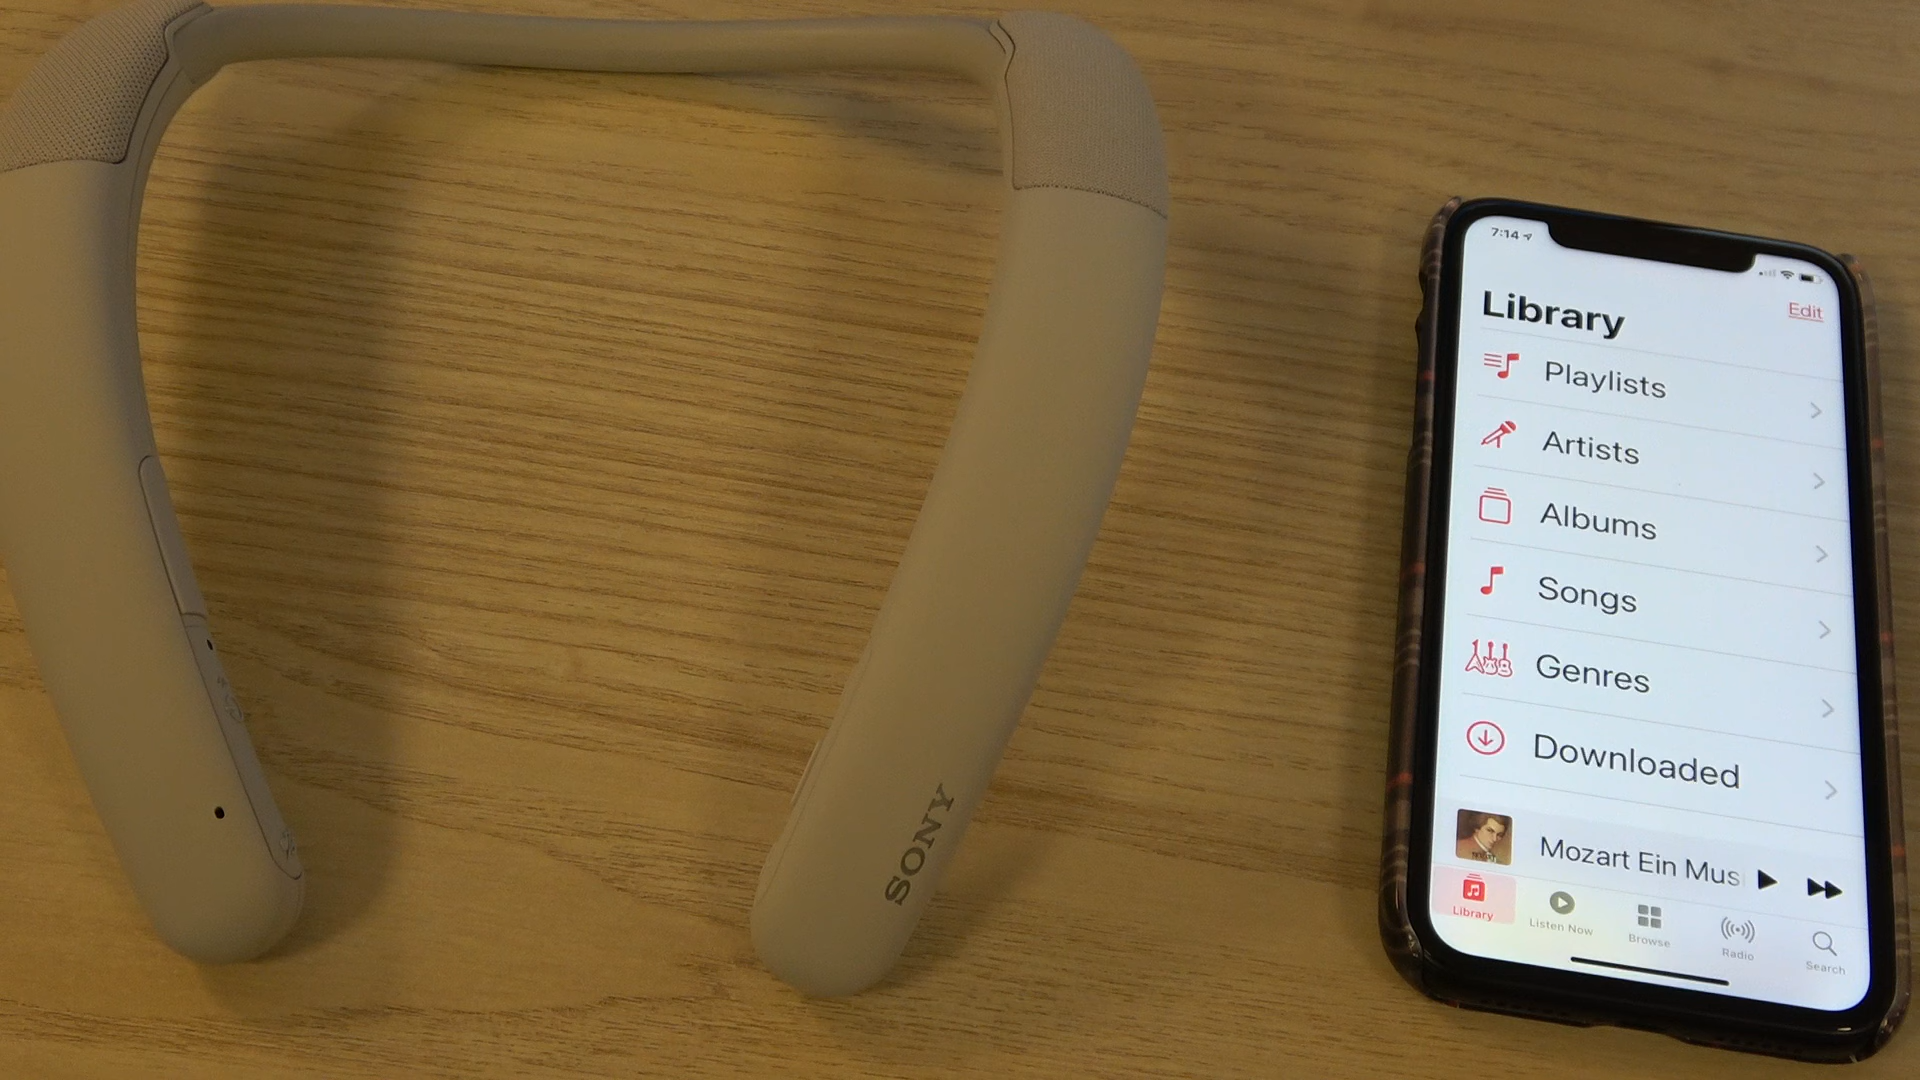 SONY
7:14
Library
Edit
Playlists
Artists
Albums
Songs
Genres
Downloaded
Mozart Ein Mus
Library
Listen Now
Browse
Radio
Search